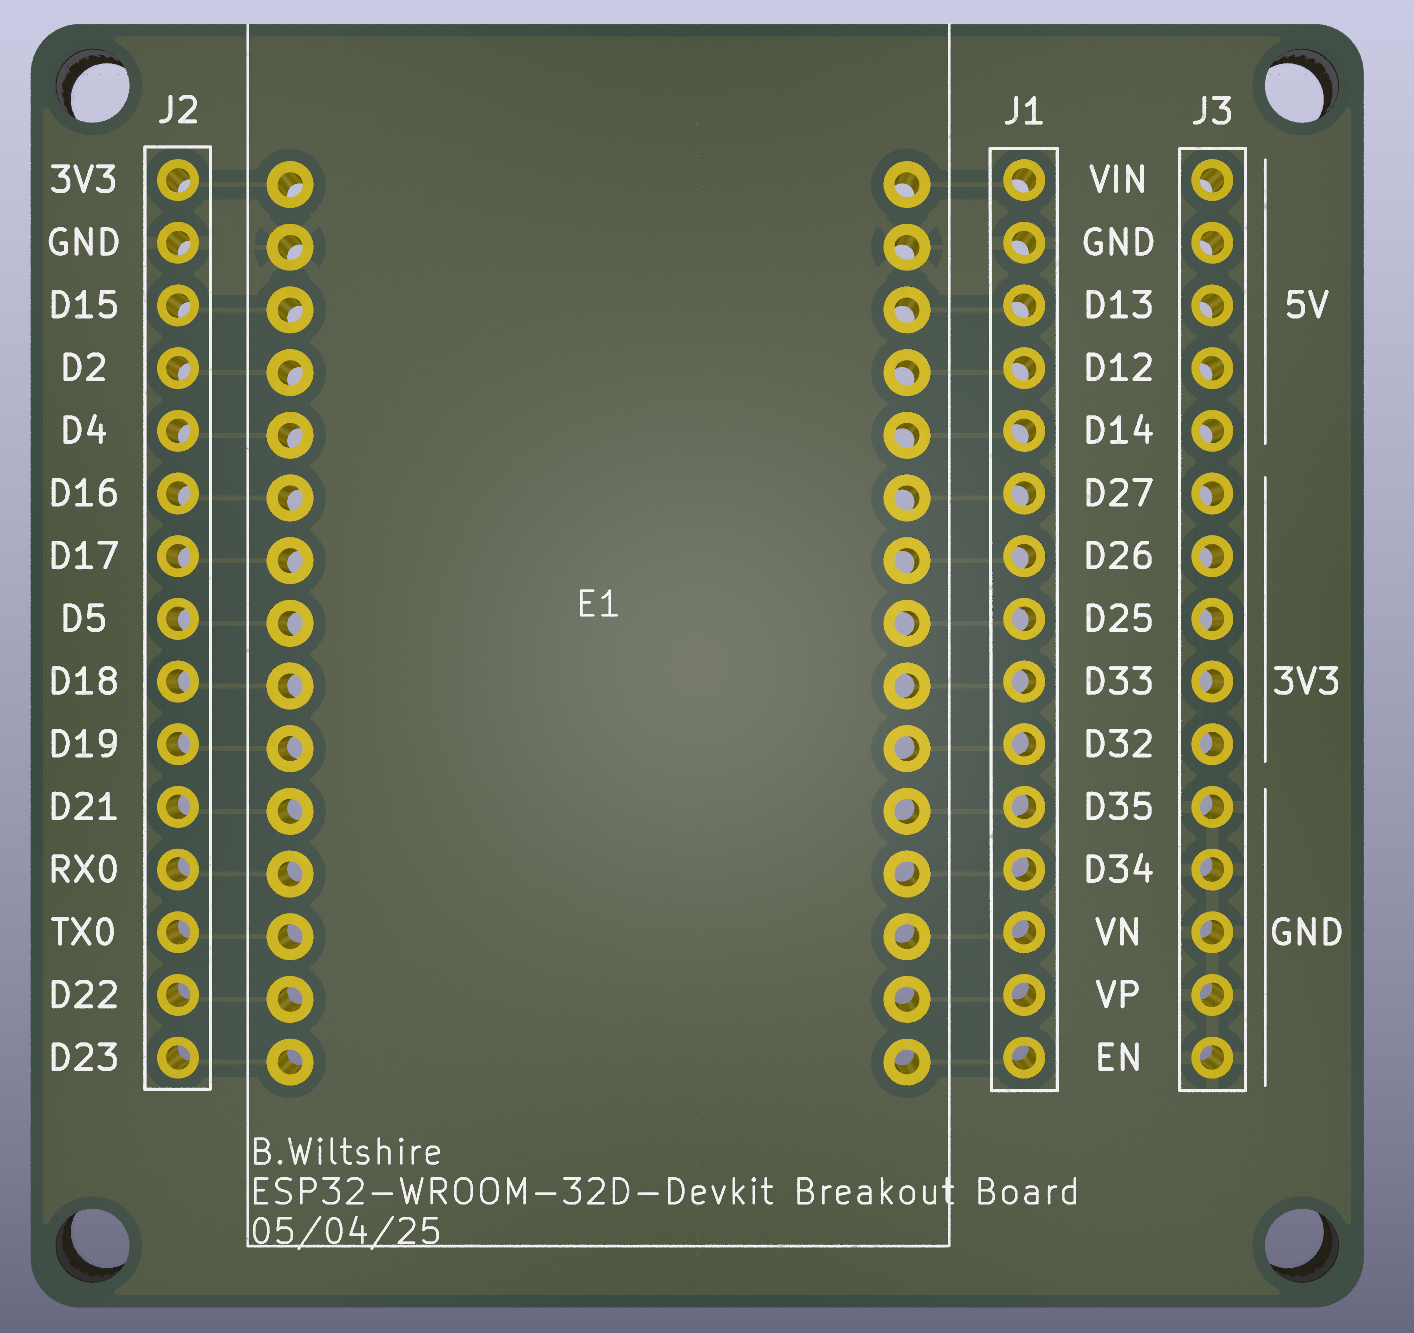 J2 J1 J3
3V3 VIN
GND GND
D15 D13 5V
D2 D12
D4 D14
D16 D27
D17 D26
D5 D25
E1
D18 D33 3V3
D19 D32
D21 D35
RX0 D34
TX0 VN GND
D22 VP
D23 EN
B.Wiltshire
ESP32-WROOM-32D-Devkit Breakout Board
05/04/25